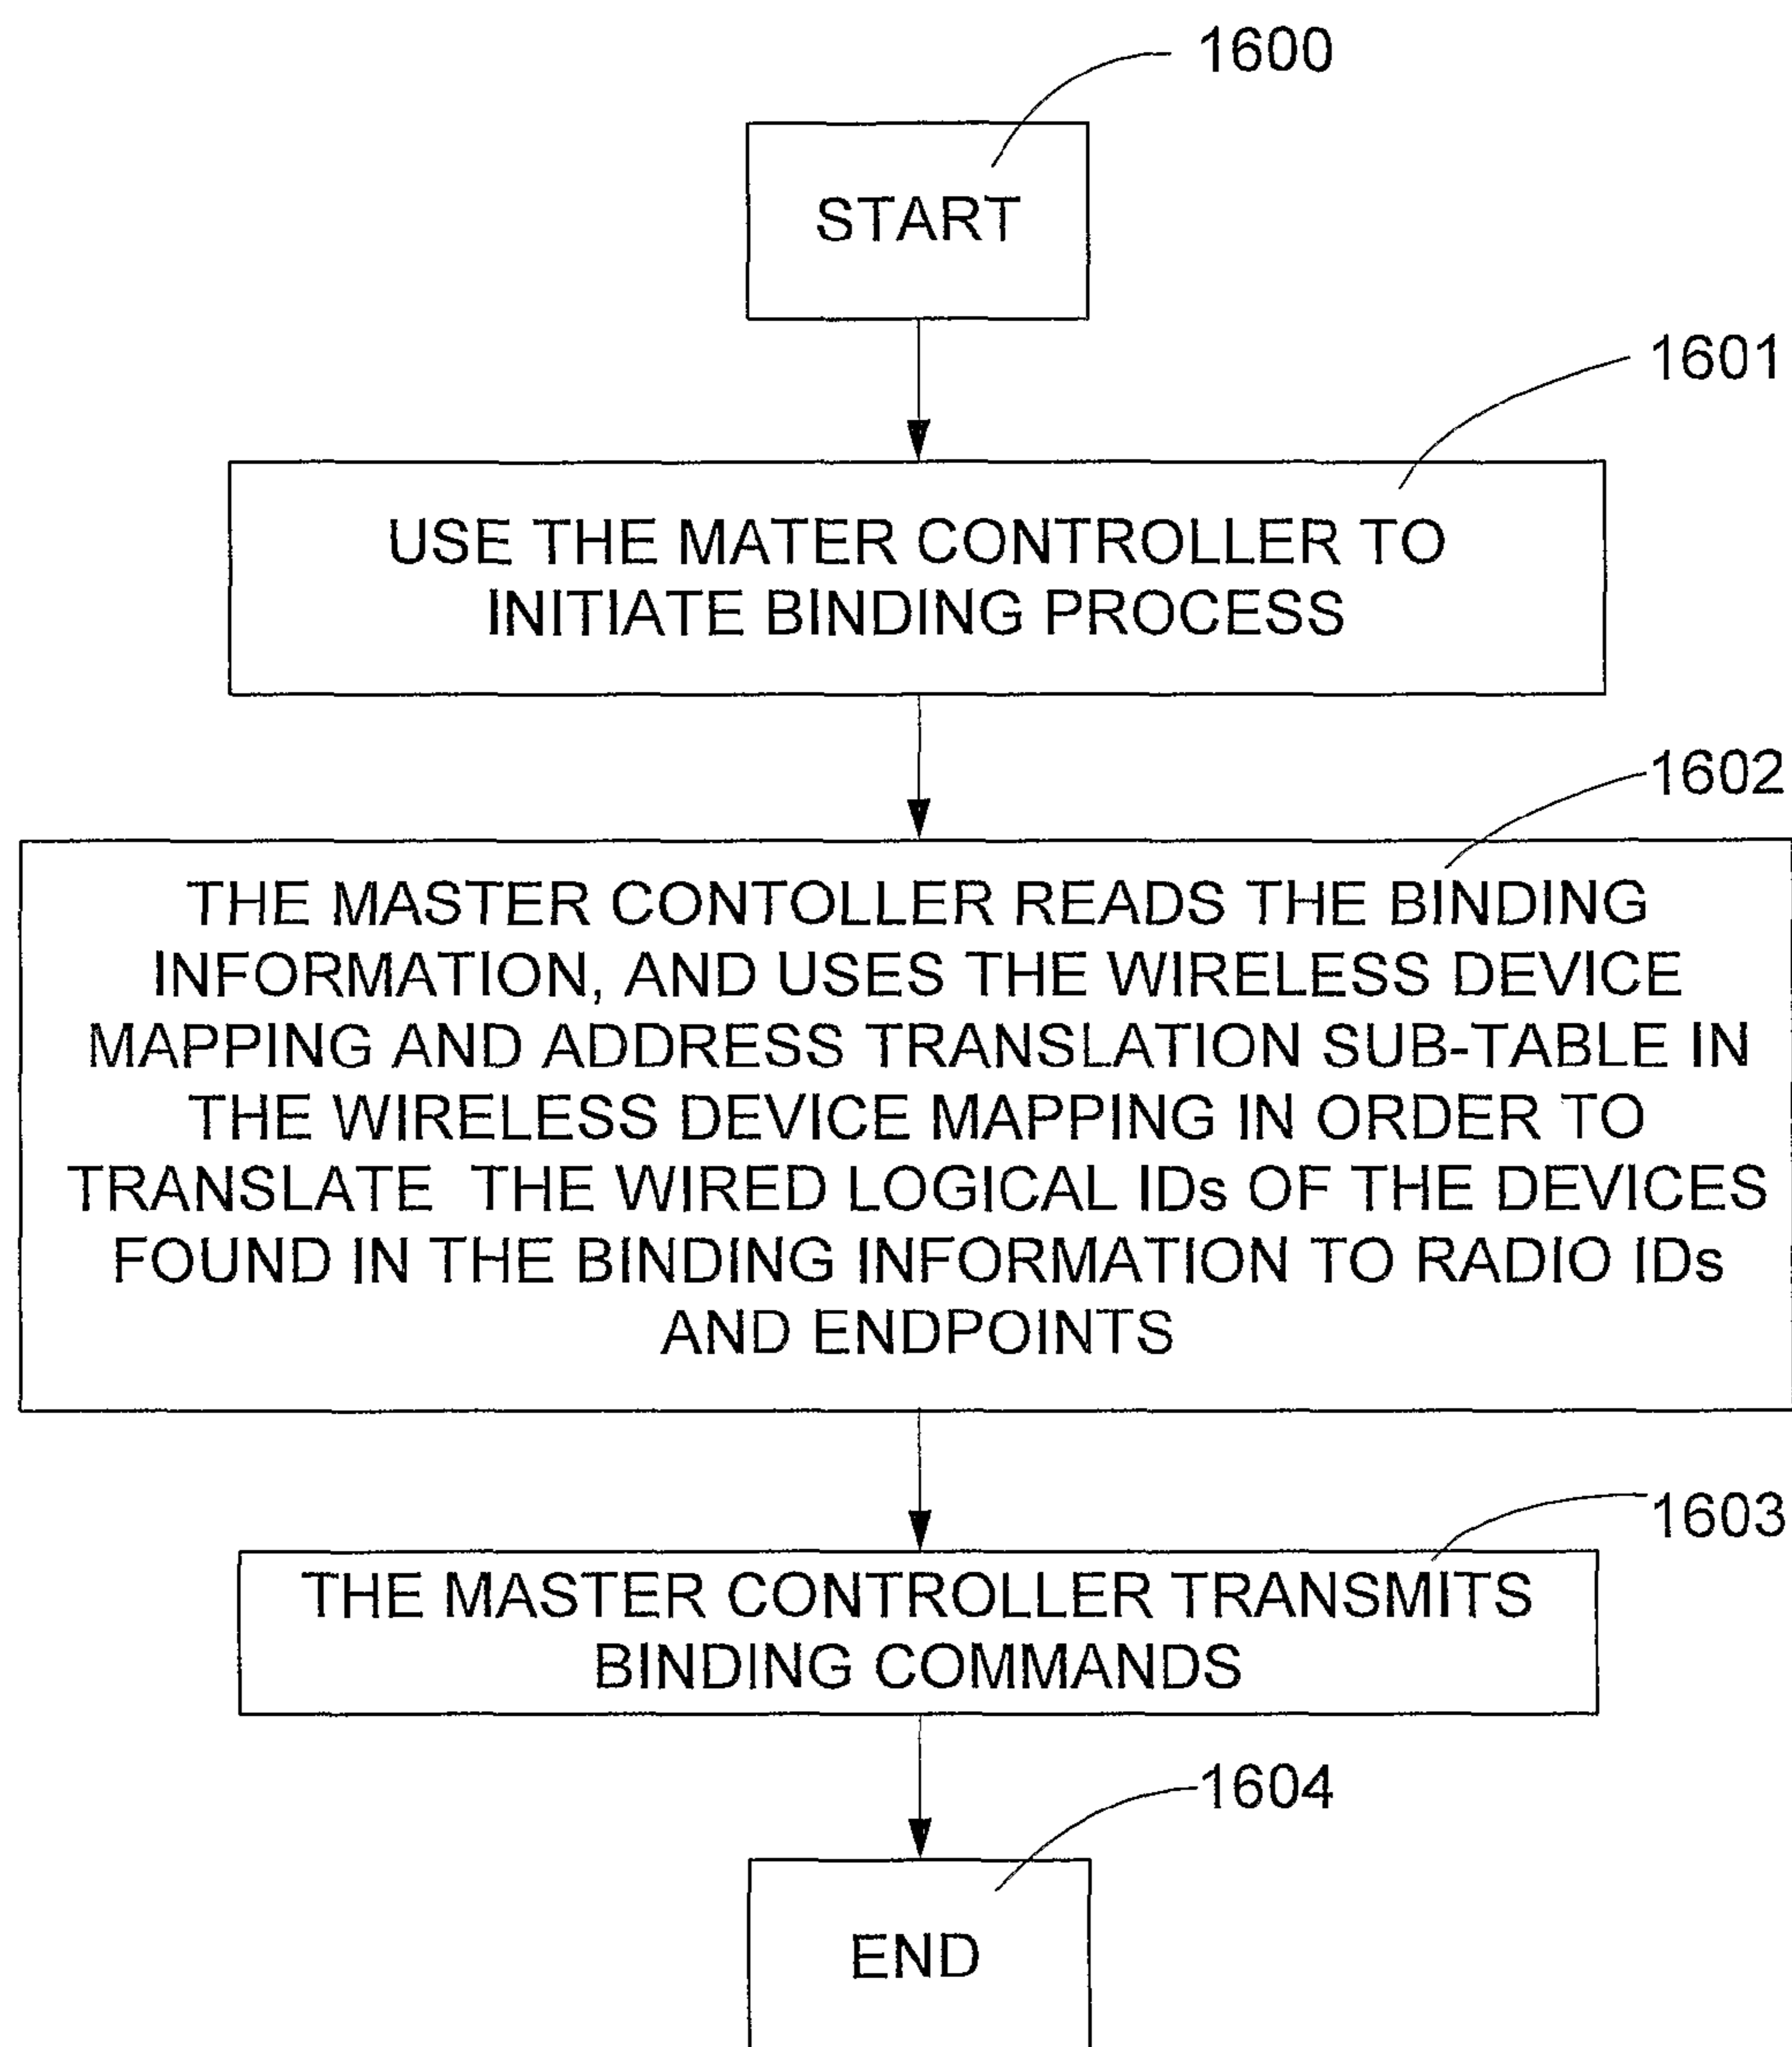 1600
START
1601
USE THE MATER CONTROLLER TO
INITIATE BINDING PROCESS
1602
THE MASTER CONTOLLER READS THE BINDING
INFORMATION, AND USES THE WIRELESS DEVICE
MAPPING AND ADDRESS TRANSLATION SUB-TABLE IN
THE WIRELESS DEVICE MAPPING IN ORDER TO
TRANSLATE THE WIRED LOGICAL IDs OF THE DEVICES
FOUND IN THE BINDING INFORMATION TO RADIO IDs
AND ENDPOINTS
1603
THE MASTER CONTROLLER TRANSMITS
BINDING COMMANDS
1604
END